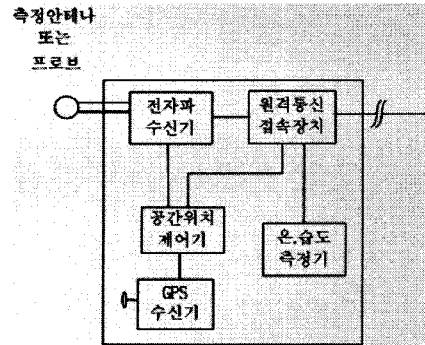 측정안테나
또는
프로브
전자파
수신기
원격통신
접속장치
공간위치
제어기
온.습도
측정기
GPS
수신기